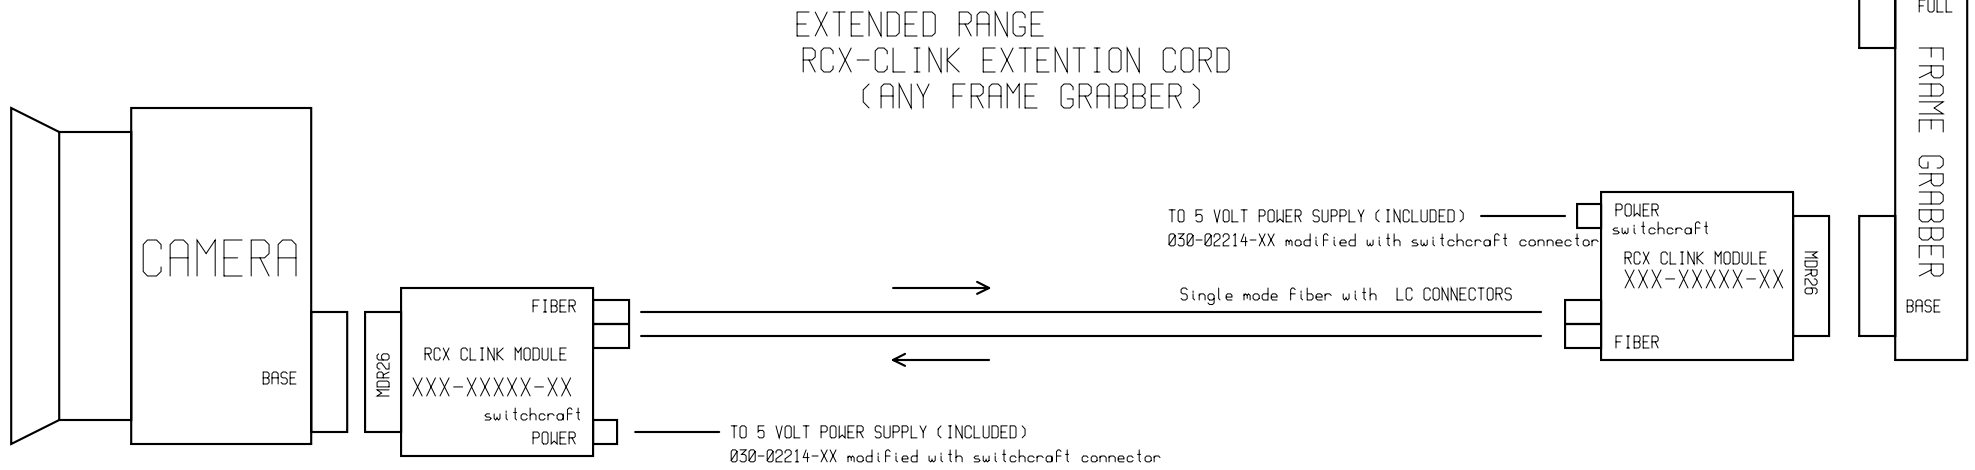 EXTENDED RANGE
RCX-CLINK EXTENTION CORD
(ANY FRAME GRABBER)
FULL
FRAME GRABBER
BASE
CAMERA
BASE
MDR26
FIBER
RCX CLINK MODULE
XXX-XXXXX-XX
switchcraft
POWER
TO 5 VOLT POWER SUPPLY (INCLUDED)
030-02214-XX modified with switchcraft connector
TO 5 VOLT POWER SUPPLY (INCLUDED)
030-02214-XX modified with switchcraft connector
Single mode fiber with LC CONNECTORS
POWER
switchcraft
RCX CLINK MODULE
XXX-XXXXX-XX
FIBER
MDR26